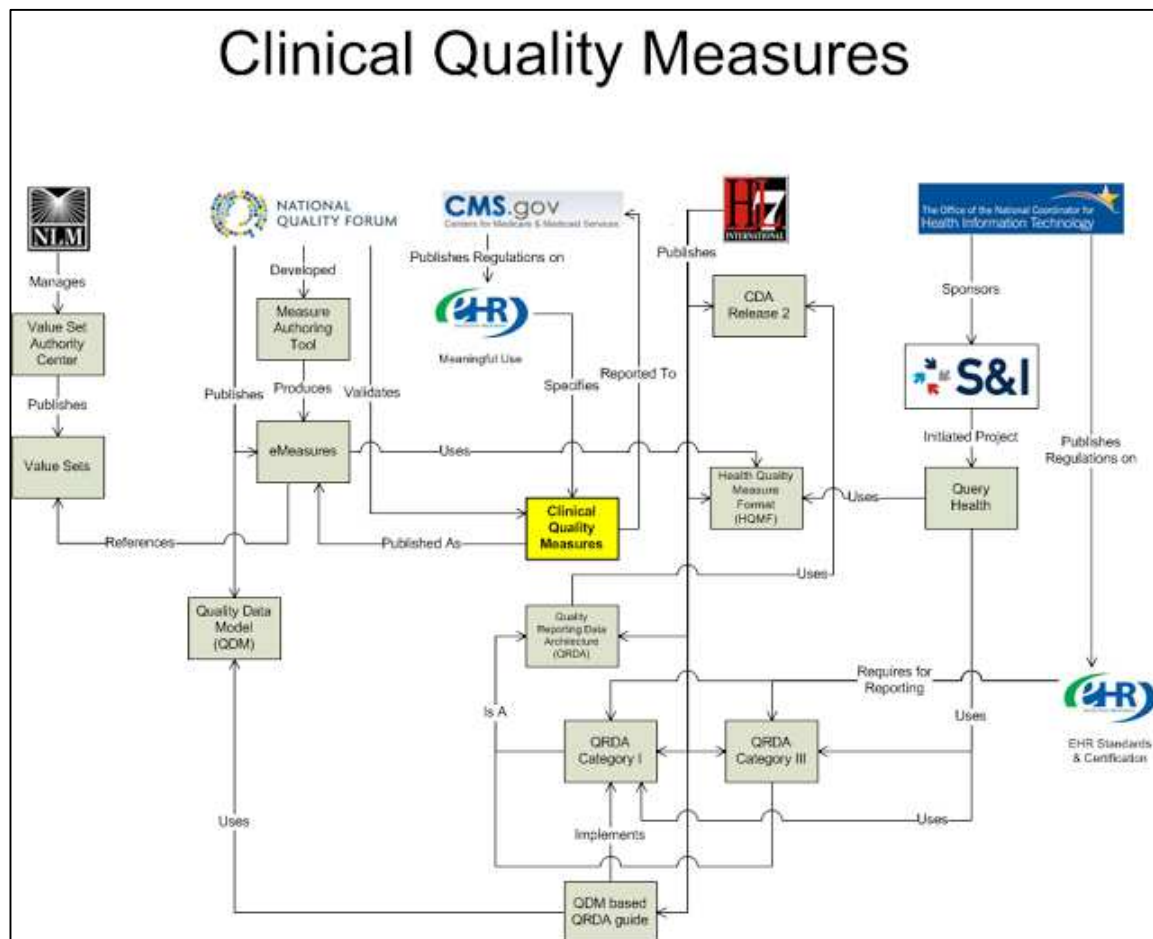 Clinical Quality Measures
NLM
NATIONAL
QUALITY FORUM
CMS.gov
Centers for Medicare & Medicaid Services
HL7
INTERNATIONAL
The Office of the National Coordinator for
Health Information Technology
Manages
Developed
Publishes Regulations on
Publishes
Sponsors
Value Set
Authority
Center
Measure
Authoring
Tool
EHR
Meaningful Use
CDA
Release 2
S&I
Publishes
Publishes
Produces
Validates
Specifies
Reported To
Initiated Project
Publishes
Regulations on
Value Sets
eMeasures
Uses
Health Quality
Measure
Format
(HQMF)
Uses
Query
Health
Clinical
Quality
Measures
References
Published As
Uses
Quality Data
Model
(QDM)
Quality
Reporting Data
Architecture
(QRDA)
Requires for
Reporting
EHR
Is A
QRDA
Category I
QRDA
Category III
Uses
EHR Standards
& Certification
Uses
Implements
Uses
QDM based
QRDA guide